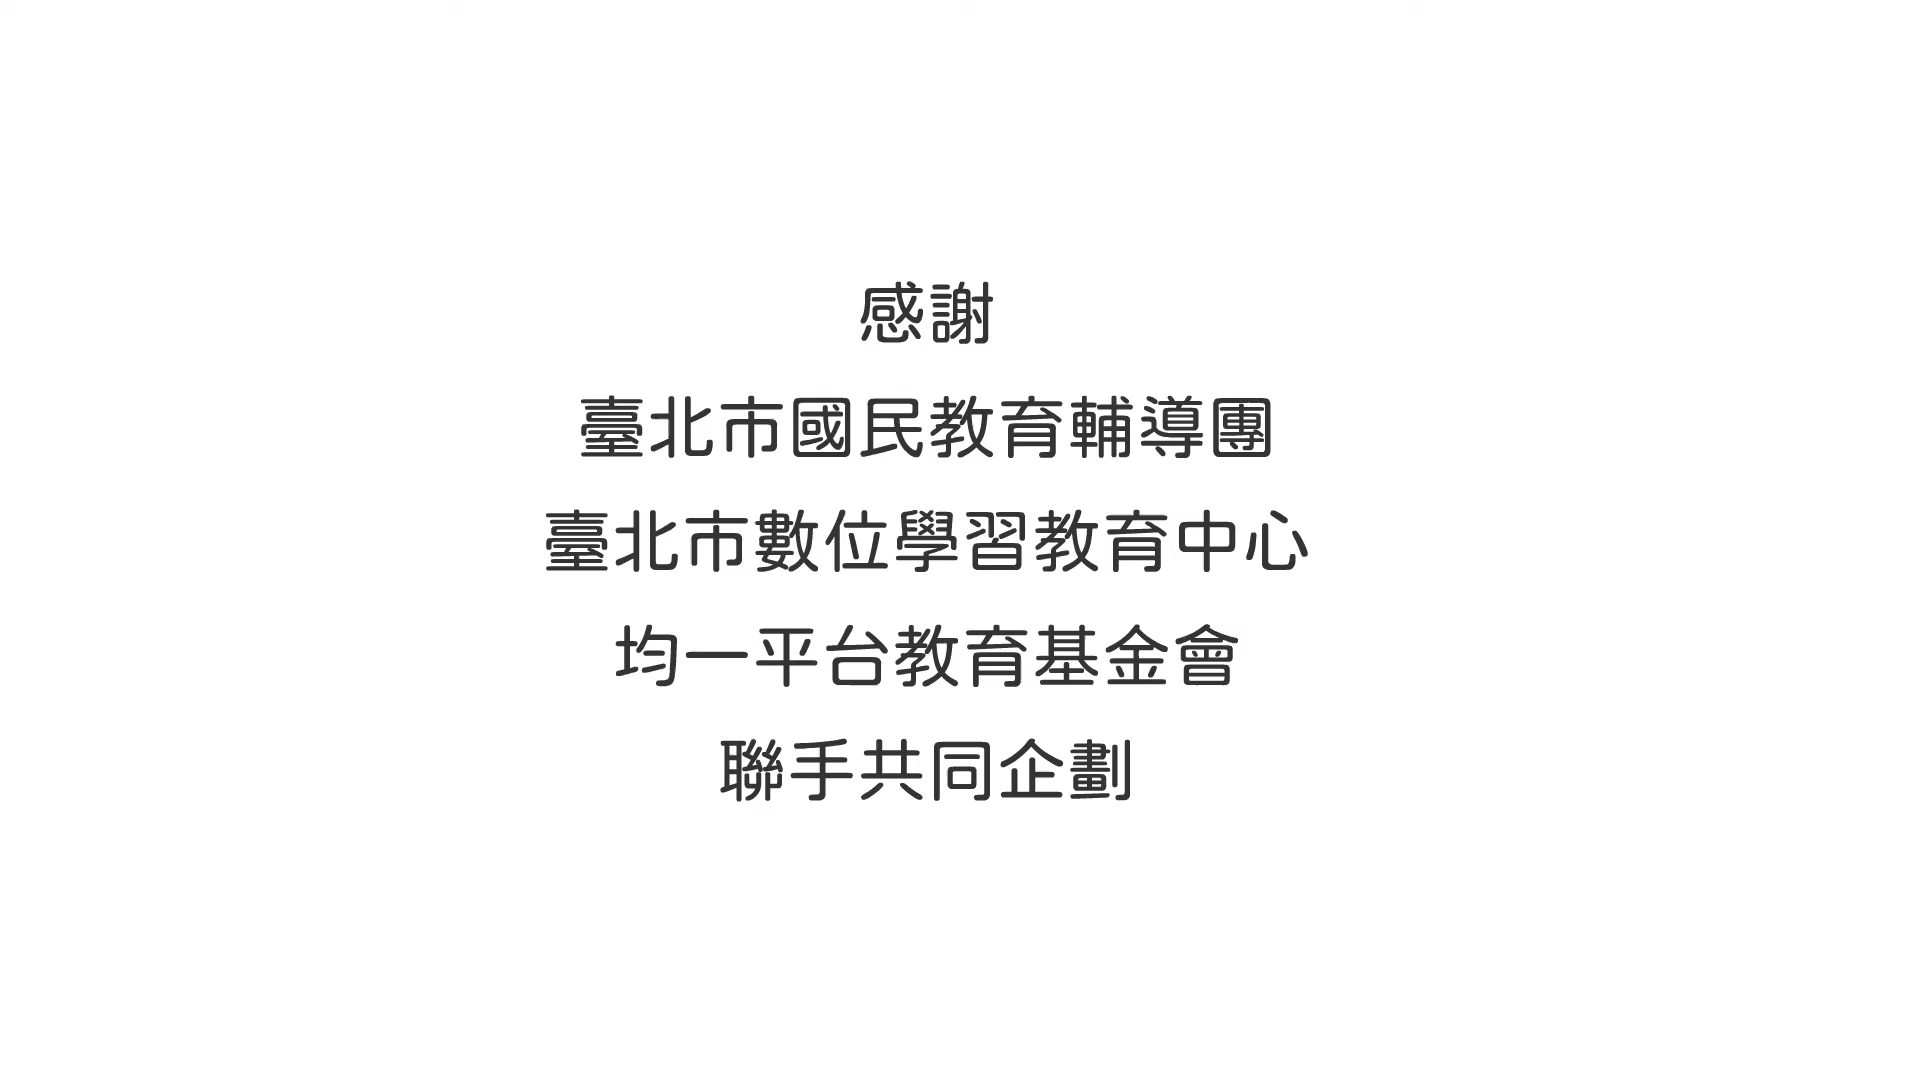 感謝
臺北市國民教育輔導團
臺北市數位學習教育中心
均一平台教育基金會
聯手共同企劃